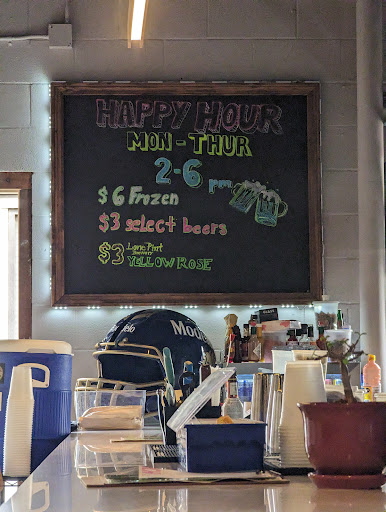 HAPPY HOUR
MON - THUR
2-6 pm
$6 Frozen
$3 select beers
$3 Lone Pint
YELLOW ROSE